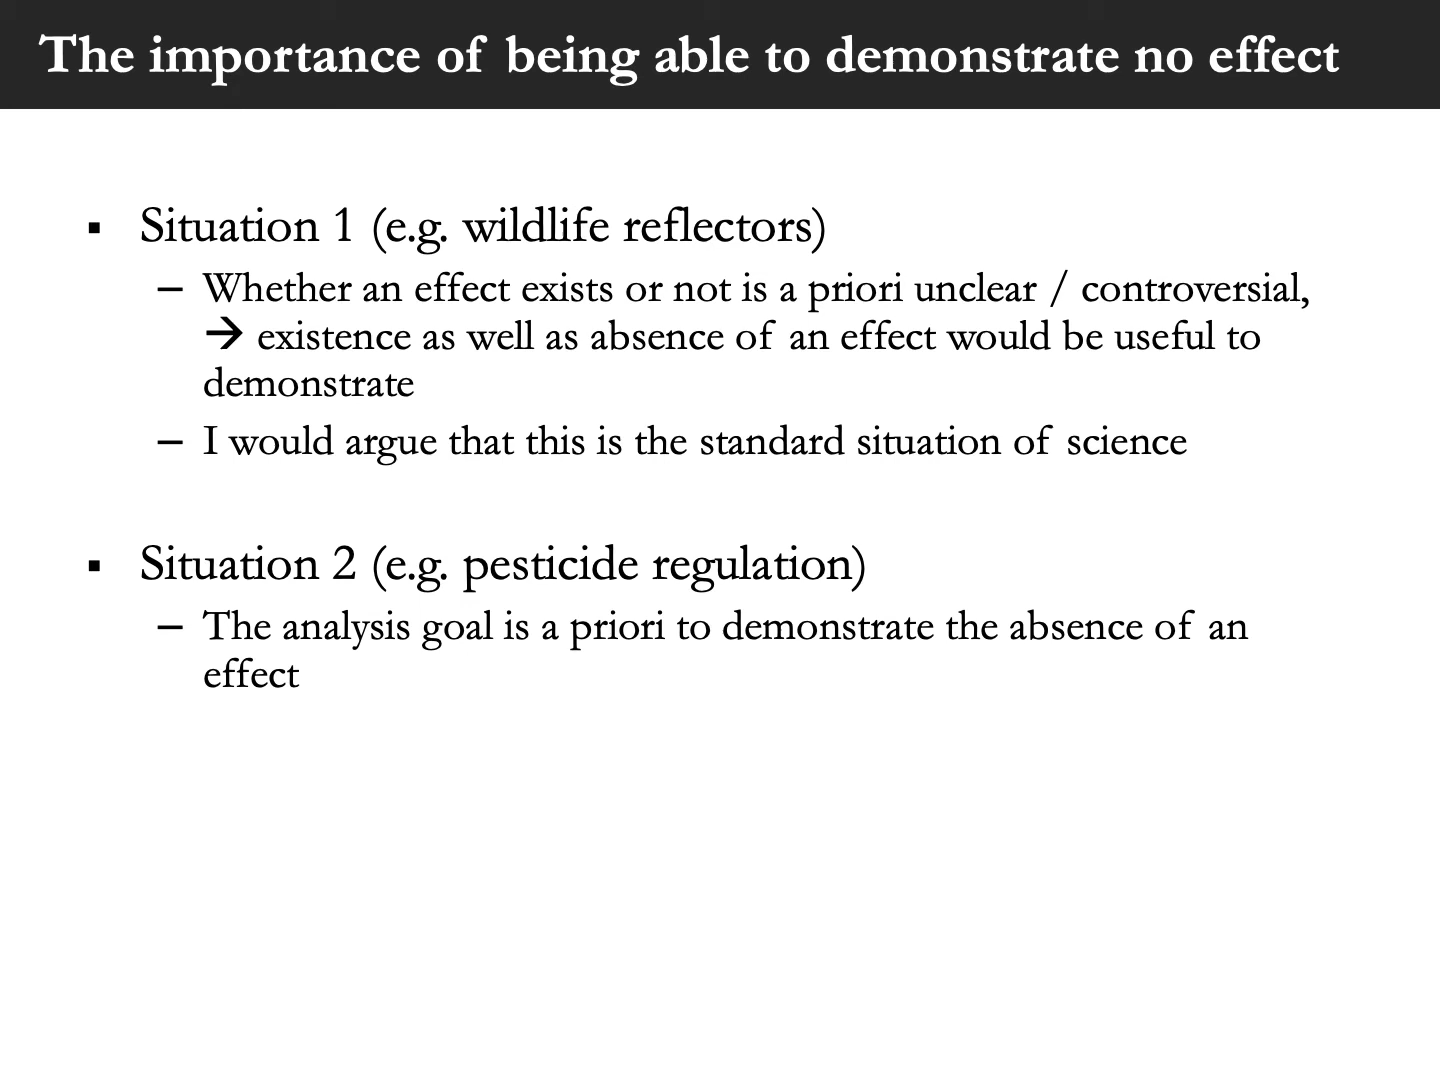 The importance of being able to demonstrate no effect
▪ Situation 1 (e.g. wildlife reflectors)
– Whether an effect exists or not is a priori unclear / controversial,
→ existence as well as absence of an effect would be useful to
demonstrate
– I would argue that this is the standard situation of science
▪ Situation 2 (e.g. pesticide regulation)
– The analysis goal is a priori to demonstrate the absence of an
effect